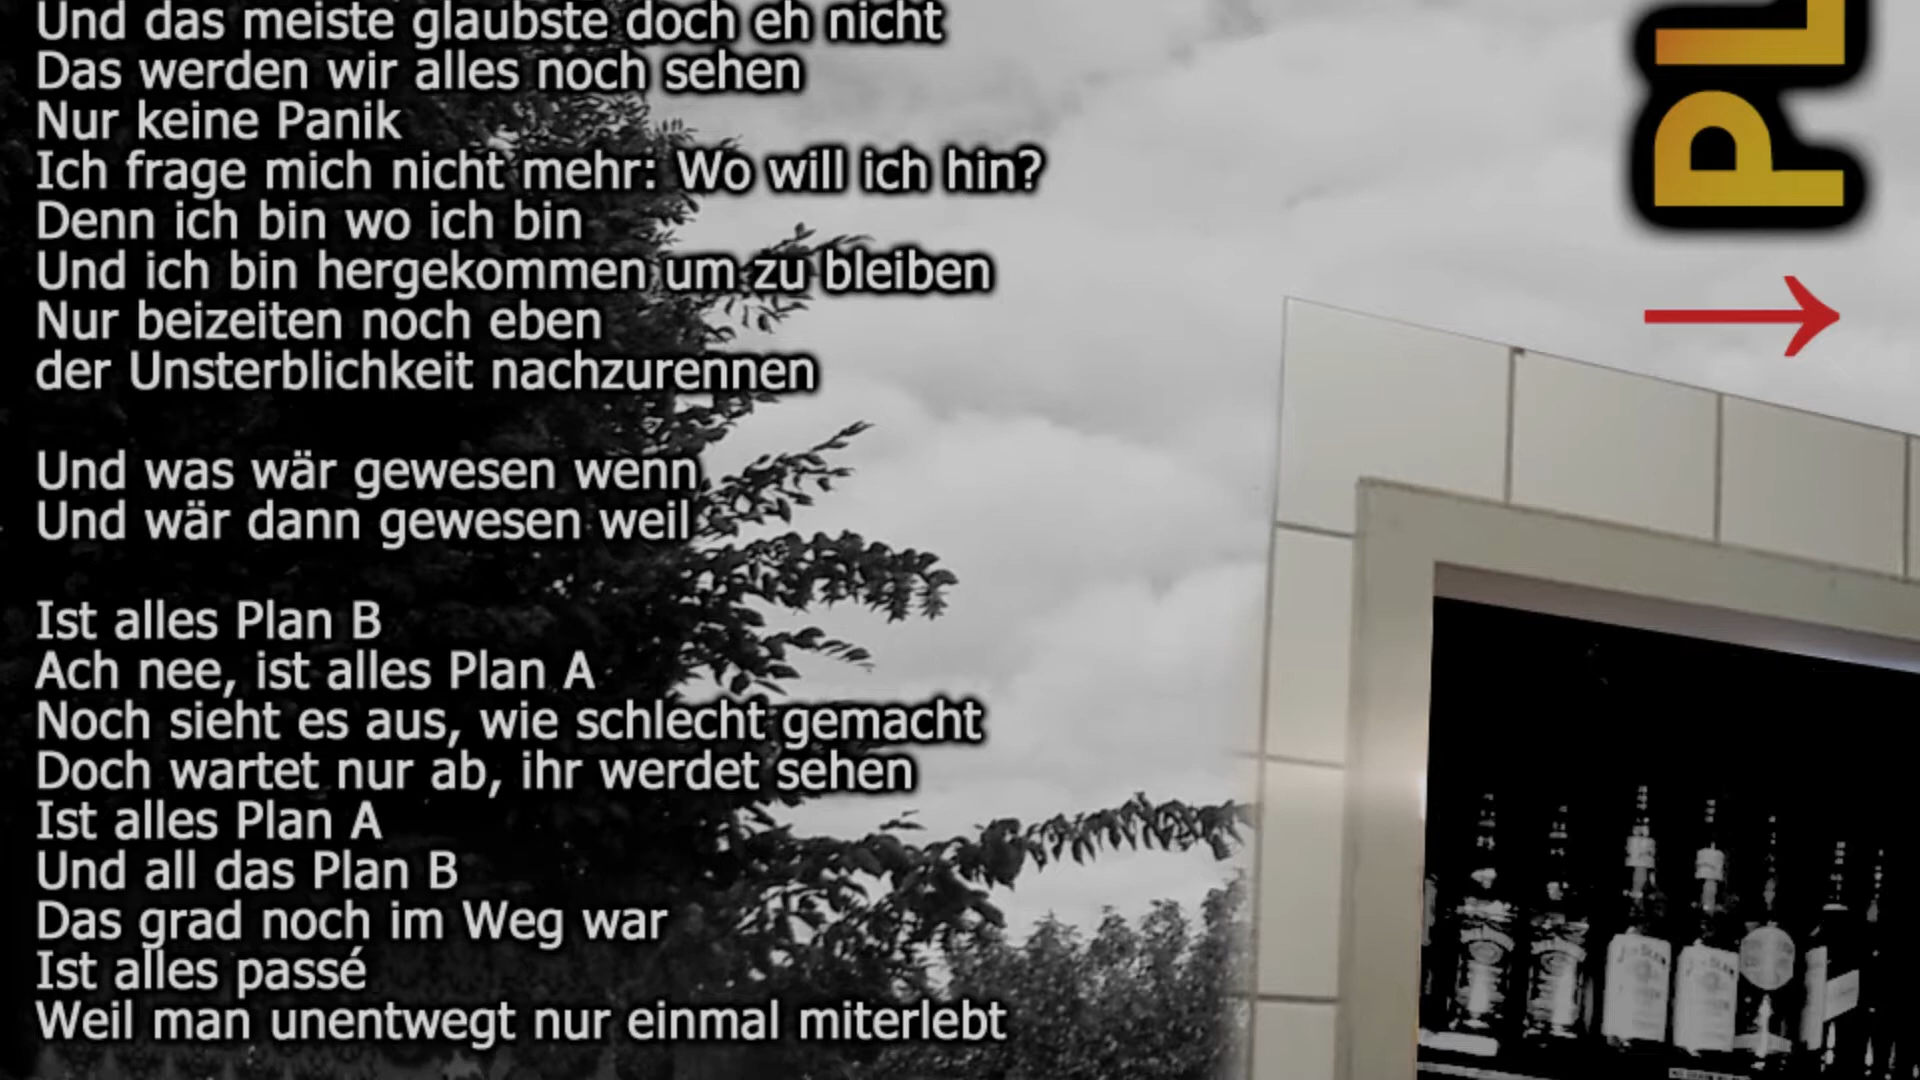 Und das meiste glaubste doch eh nicht
Das werden wir alles noch sehen
Nur keine Panik
Ich frage mich nicht mehr: Wo will ich hin?
Denn ich bin wo ich bin
Und ich bin hergekommen um zu bleiben
Nur beizeiten noch eben
der Unsterblichkeit nachzurennen
Und was wär gewesen wenn
Und wär dann gewesen weil
Ist alles Plan B
Ach nee, ist alles Plan A
Noch sieht es aus, wie schlecht gemacht
Doch wartet nur ab, ihr werdet sehen
Ist alles Plan A
Und all das Plan B
Das grad noch im Weg war
Ist alles passé
Weil man unentwegt nur einmal miterlebt
PL